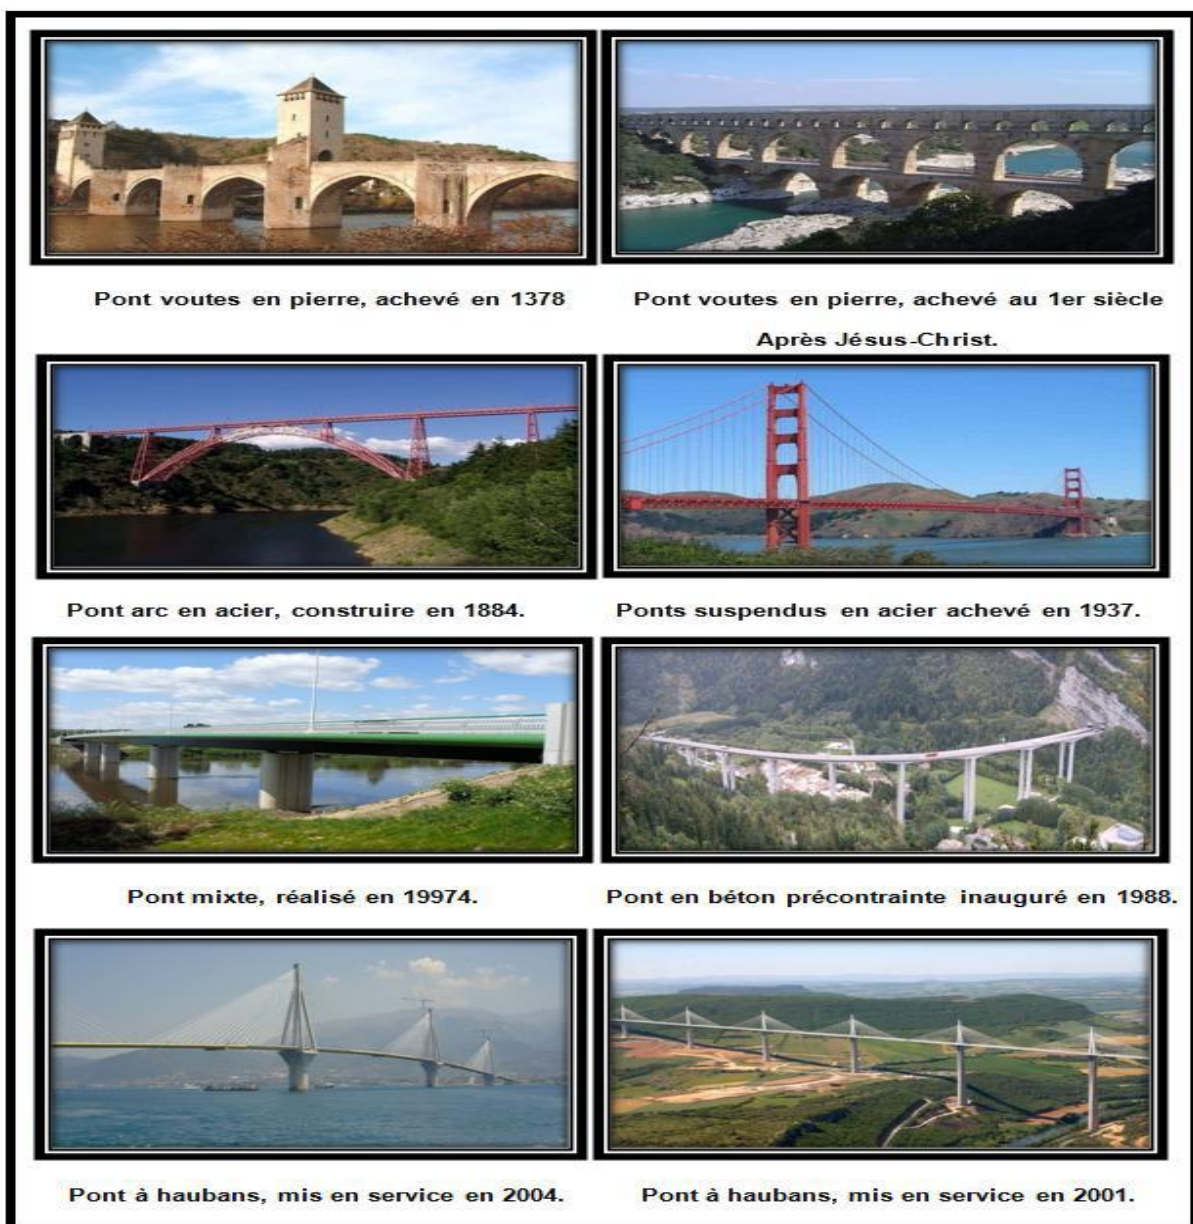 Pont voutes en pierre, achevé en 1378
Pont voutes en pierre, achevé au 1er siècle
Après Jésus-Christ.
Pont arc en acier, construire en 1884.
Ponts suspendus en acier achevé en 1937.
Pont mixte, réalisé en 19974.
Pont en béton précontrainte inauguré en 1988.
Pont à haubans, mis en service en 2004.
Pont à haubans, mis en service en 2001.